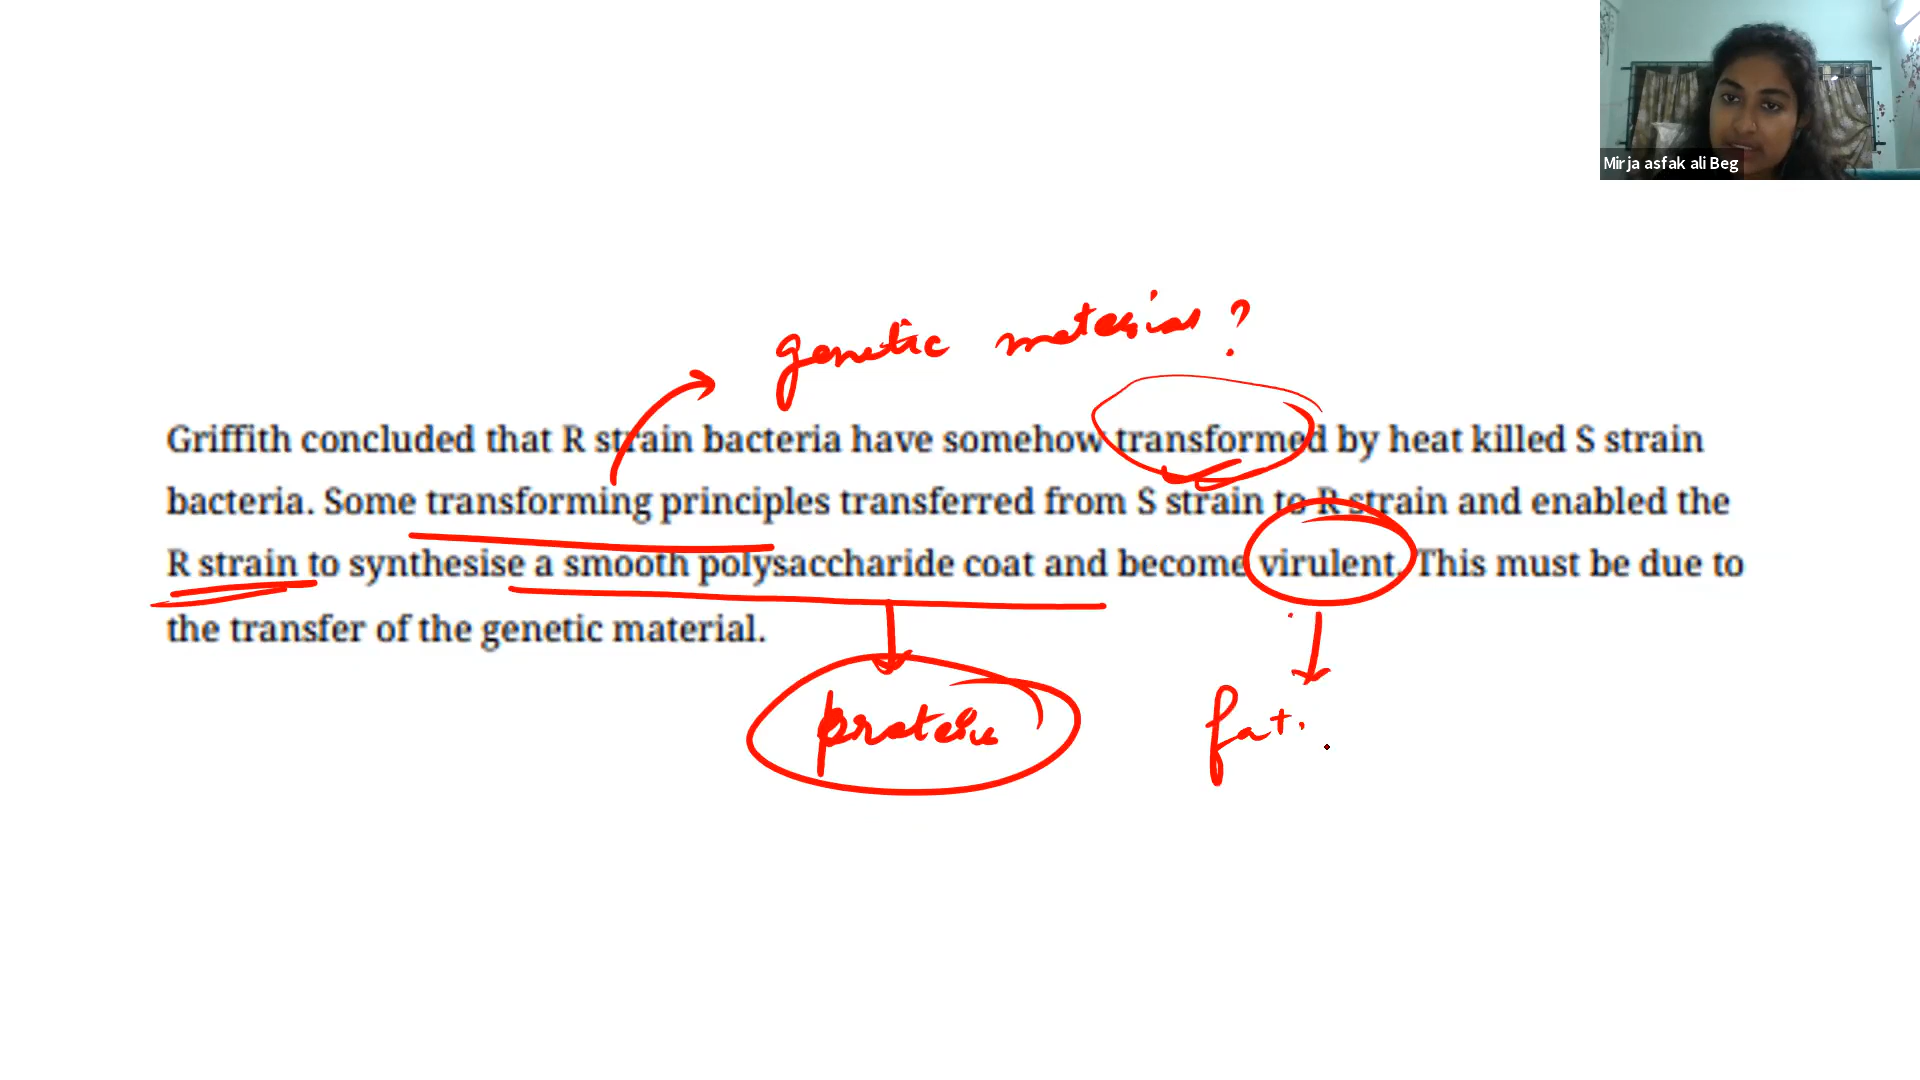 Mirja asfak ali Beg
genetic material?
Griffith concluded that R strain bacteria have somehow transformed by heat killed S strain
bacteria. Some transforming principles transferred from S strain to R strain and enabled the
R strain to synthesise a smooth polysaccharide coat and become virulent. This must be due to
the transfer of the genetic material.
protein
fat